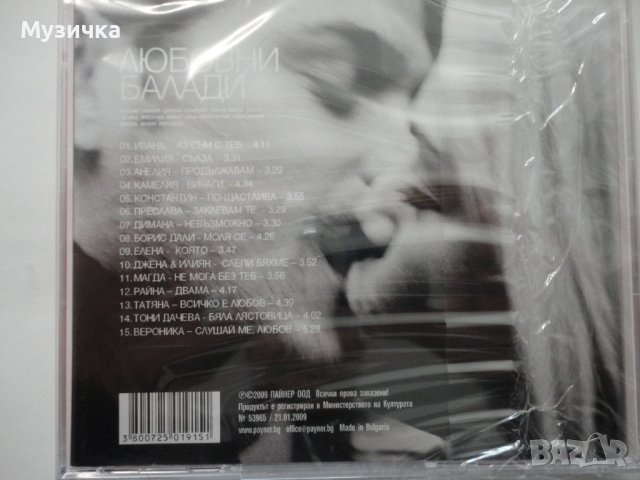 Музичка
ЛЮБОВНИ
БАЛАДИ
01. ИВАНА - АЗ СЪМ С ТЕБ - 4.11
02. ЕМИЛИЯ - СЪЛЗА - 3.31
03. АНЕЛИЯ - ПРОДЪЛЖАВАМ - 3.29
04. КАМЕЛИЯ - ВИНАГИ - 4.34
05. КОНСТАНТИН - ПО-ЩАСТЛИВА - 3.55
06. ПРЕСЛАВА - ЗАКЛЕВАМ ТЕ - 3.29
07. ДИМАНА - НЕВЪЗМОЖНО - 3.30
08. БОРИС ДАЛИ - МОЛЯ СЕ - 4.26
09. ЕЛЕНА - КОЯТО - 3.47
10. ДЖЕНА & ИЛИЯН - СЛЕПИ БЯХМЕ - 3.52
11. МАГДА - НЕ МОГА БЕЗ ТЕБ - 3.58
12. РАЙНА – ДВАМА - 4.17
13. ТАТЯНА – ВСИЧКО Е ЛЮБОВ - 4.39
14. ТОНИ ДАЧЕВА - БЯЛА ЛЯСТОВИЦА - 4.02
15. ВЕРОНИКА – СЛУШАЙ МЕ, ЛЮБОВ - 5.28
℗©2009 ПАЙНЕР ООД Всички права запазени!
Продуктът е регистриран в Министерството на Културата
№ 53965 / 21.01.2009
www.payner.bg office@payner.bg Made in Bulgaria
3 800725 019151
BAZAR.BG